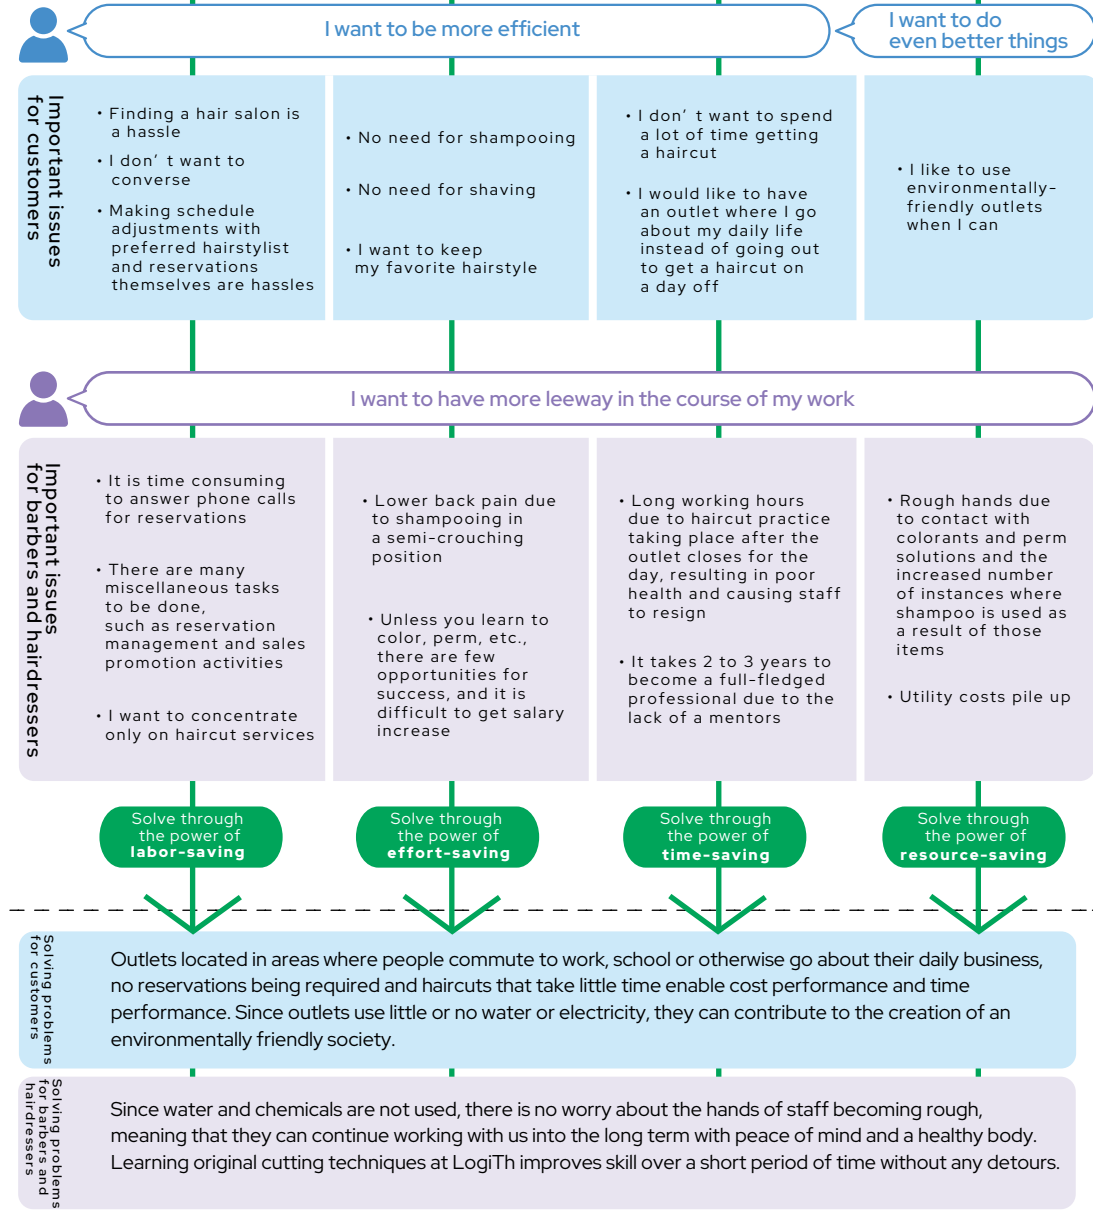 I want to be more efficient
I want to do
even better things
Important issues
for customers
• Finding a hair salon is
a hassle
• I don’ t want to
converse
• Making schedule
adjustments with
preferred hairstylist
and reservations
themselves are hassles
• No need for shampooing
• No need for shaving
• I want to keep
my favorite hairstyle
• I don’ t want to spend
a lot of time getting
a haircut
• I would like to have
an outlet where I go
about my daily life
instead of going out
to get a haircut on
a day off
• I like to use
environmentally-
friendly outlets
when I can
I want to have more leeway in the course of my work
Important issues
for barbers and hairdressers
• It is time consuming
to answer phone calls
for reservations
• There are many
miscellaneous tasks
to be done,
such as reservation
management and sales
promotion activities
• I want to concentrate
only on haircut services
• Lower back pain due
to shampooing in
a semi-crouching
position
• Unless you learn to
color, perm, etc.,
there are few
opportunities for
success, and it is
difficult to get salary
increase
• Long working hours
due to haircut practice
taking place after the
outlet closes for the
day, resulting in poor
health and causing staff
to resign
• It takes 2 to 3 years to
become a full-fledged
professional due to the
lack of a mentors
• Rough hands due
to contact with
colorants and perm
solutions and the
increased number
of instances where
shampoo is used as
a result of those
items
• Utility costs pile up
Solve through
the power of
labor-saving
Solve through
the power of
effort-saving
Solve through
the power of
time-saving
Solve through
the power of
resource-saving
Solving problems
for customers
Outlets located in areas where people commute to work, school or otherwise go about their daily business,
no reservations being required and haircuts that take little time enable cost performance and time
performance. Since outlets use little or no water or electricity, they can contribute to the creation of an
environmentally friendly society.
Solving problems
for barbers and
hairdressers
Since water and chemicals are not used, there is no worry about the hands of staff becoming rough,
meaning that they can continue working with us into the long term with peace of mind and a healthy body.
Learning original cutting techniques at LogiTh improves skill over a short period of time without any detours.